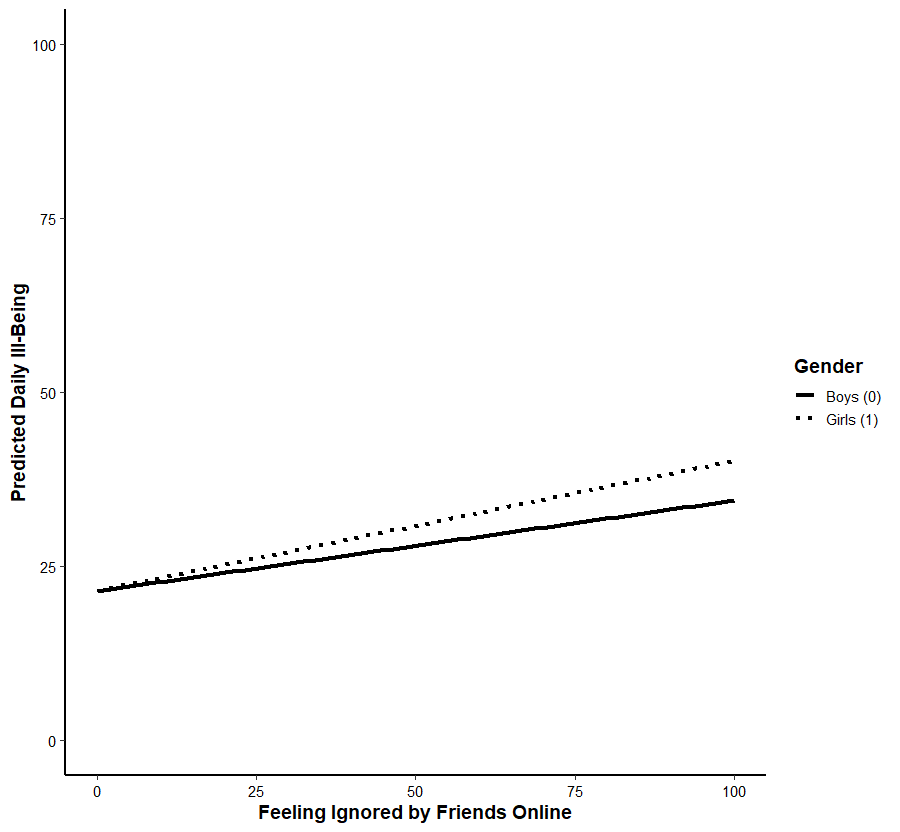 100
75
50
25
0
Predicted Daily Ill-Being
0 25 50 75 100
Feeling Ignored by Friends Online
Gender
Boys (0)
Girls (1)